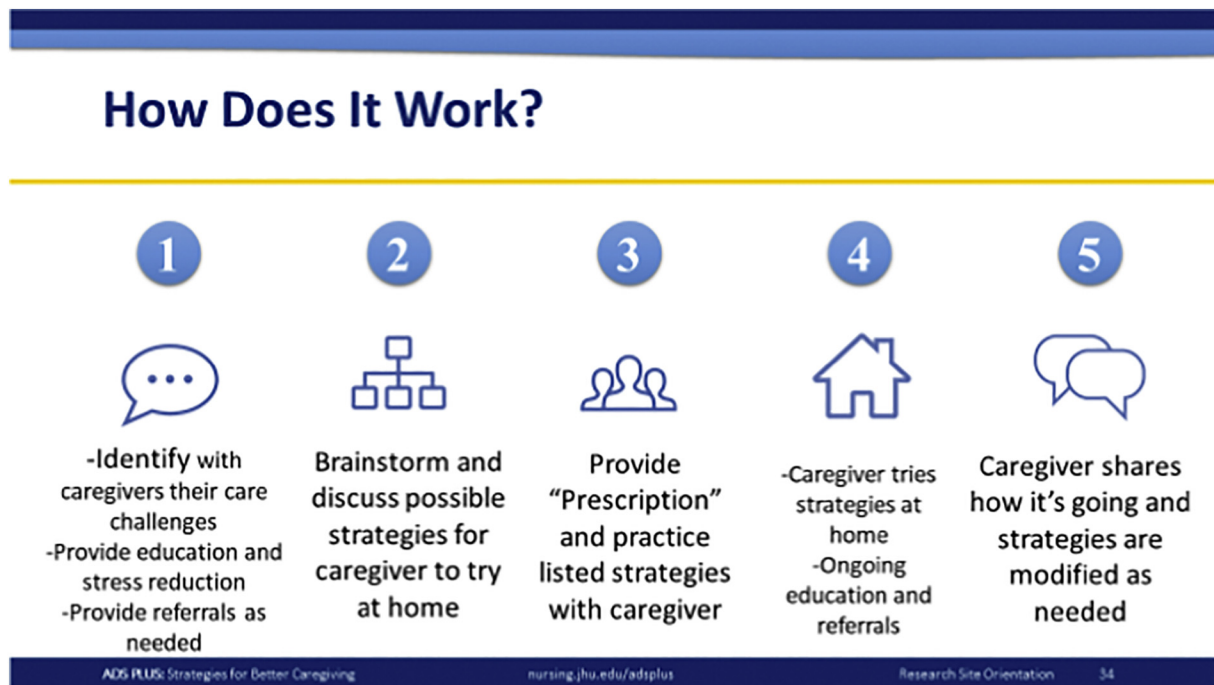 How Does It Work?
1
2
3
4
5
-Identify with
caregivers their care
challenges
-Provide education and
stress reduction
-Provide referrals as
needed
Brainstorm and
discuss possible
strategies for
caregiver to try
at home
Provide
“Prescription”
and practice
listed strategies
with caregiver
-Caregiver tries
strategies at
home
-Ongoing
education and
referrals
Caregiver shares
how it’s going and
strategies are
modified as
needed
ADS PLUS: Strategies for Better Caregiving
nursing.jhu.edu/adsplus
Research Site Orientation
34